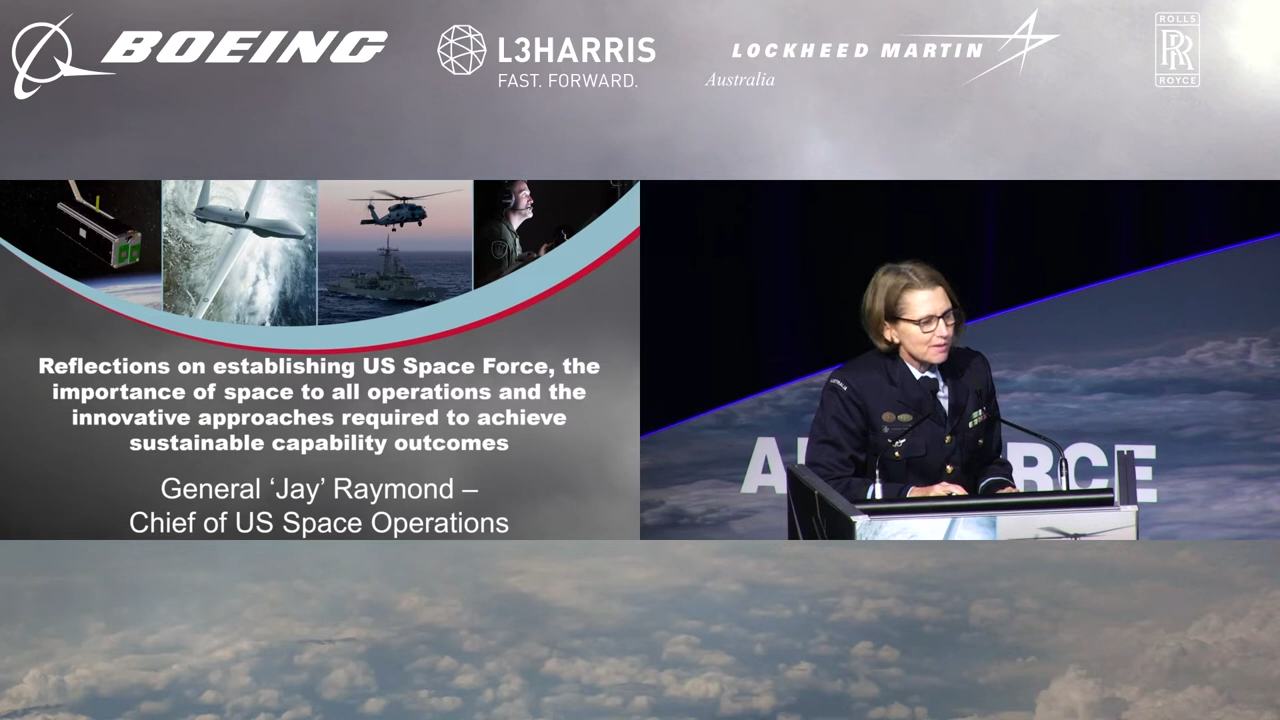 BOEING
L3HARRIS
FAST. FORWARD.
LOCKHEED MARTIN
Australia
ROLLS
RR
ROYCE
Reflections on establishing US Space Force, the
importance of space to all operations and the
innovative approaches required to achieve
sustainable capability outcomes
General ‘Jay’ Raymond –
Chief of US Space Operations
A
RCE